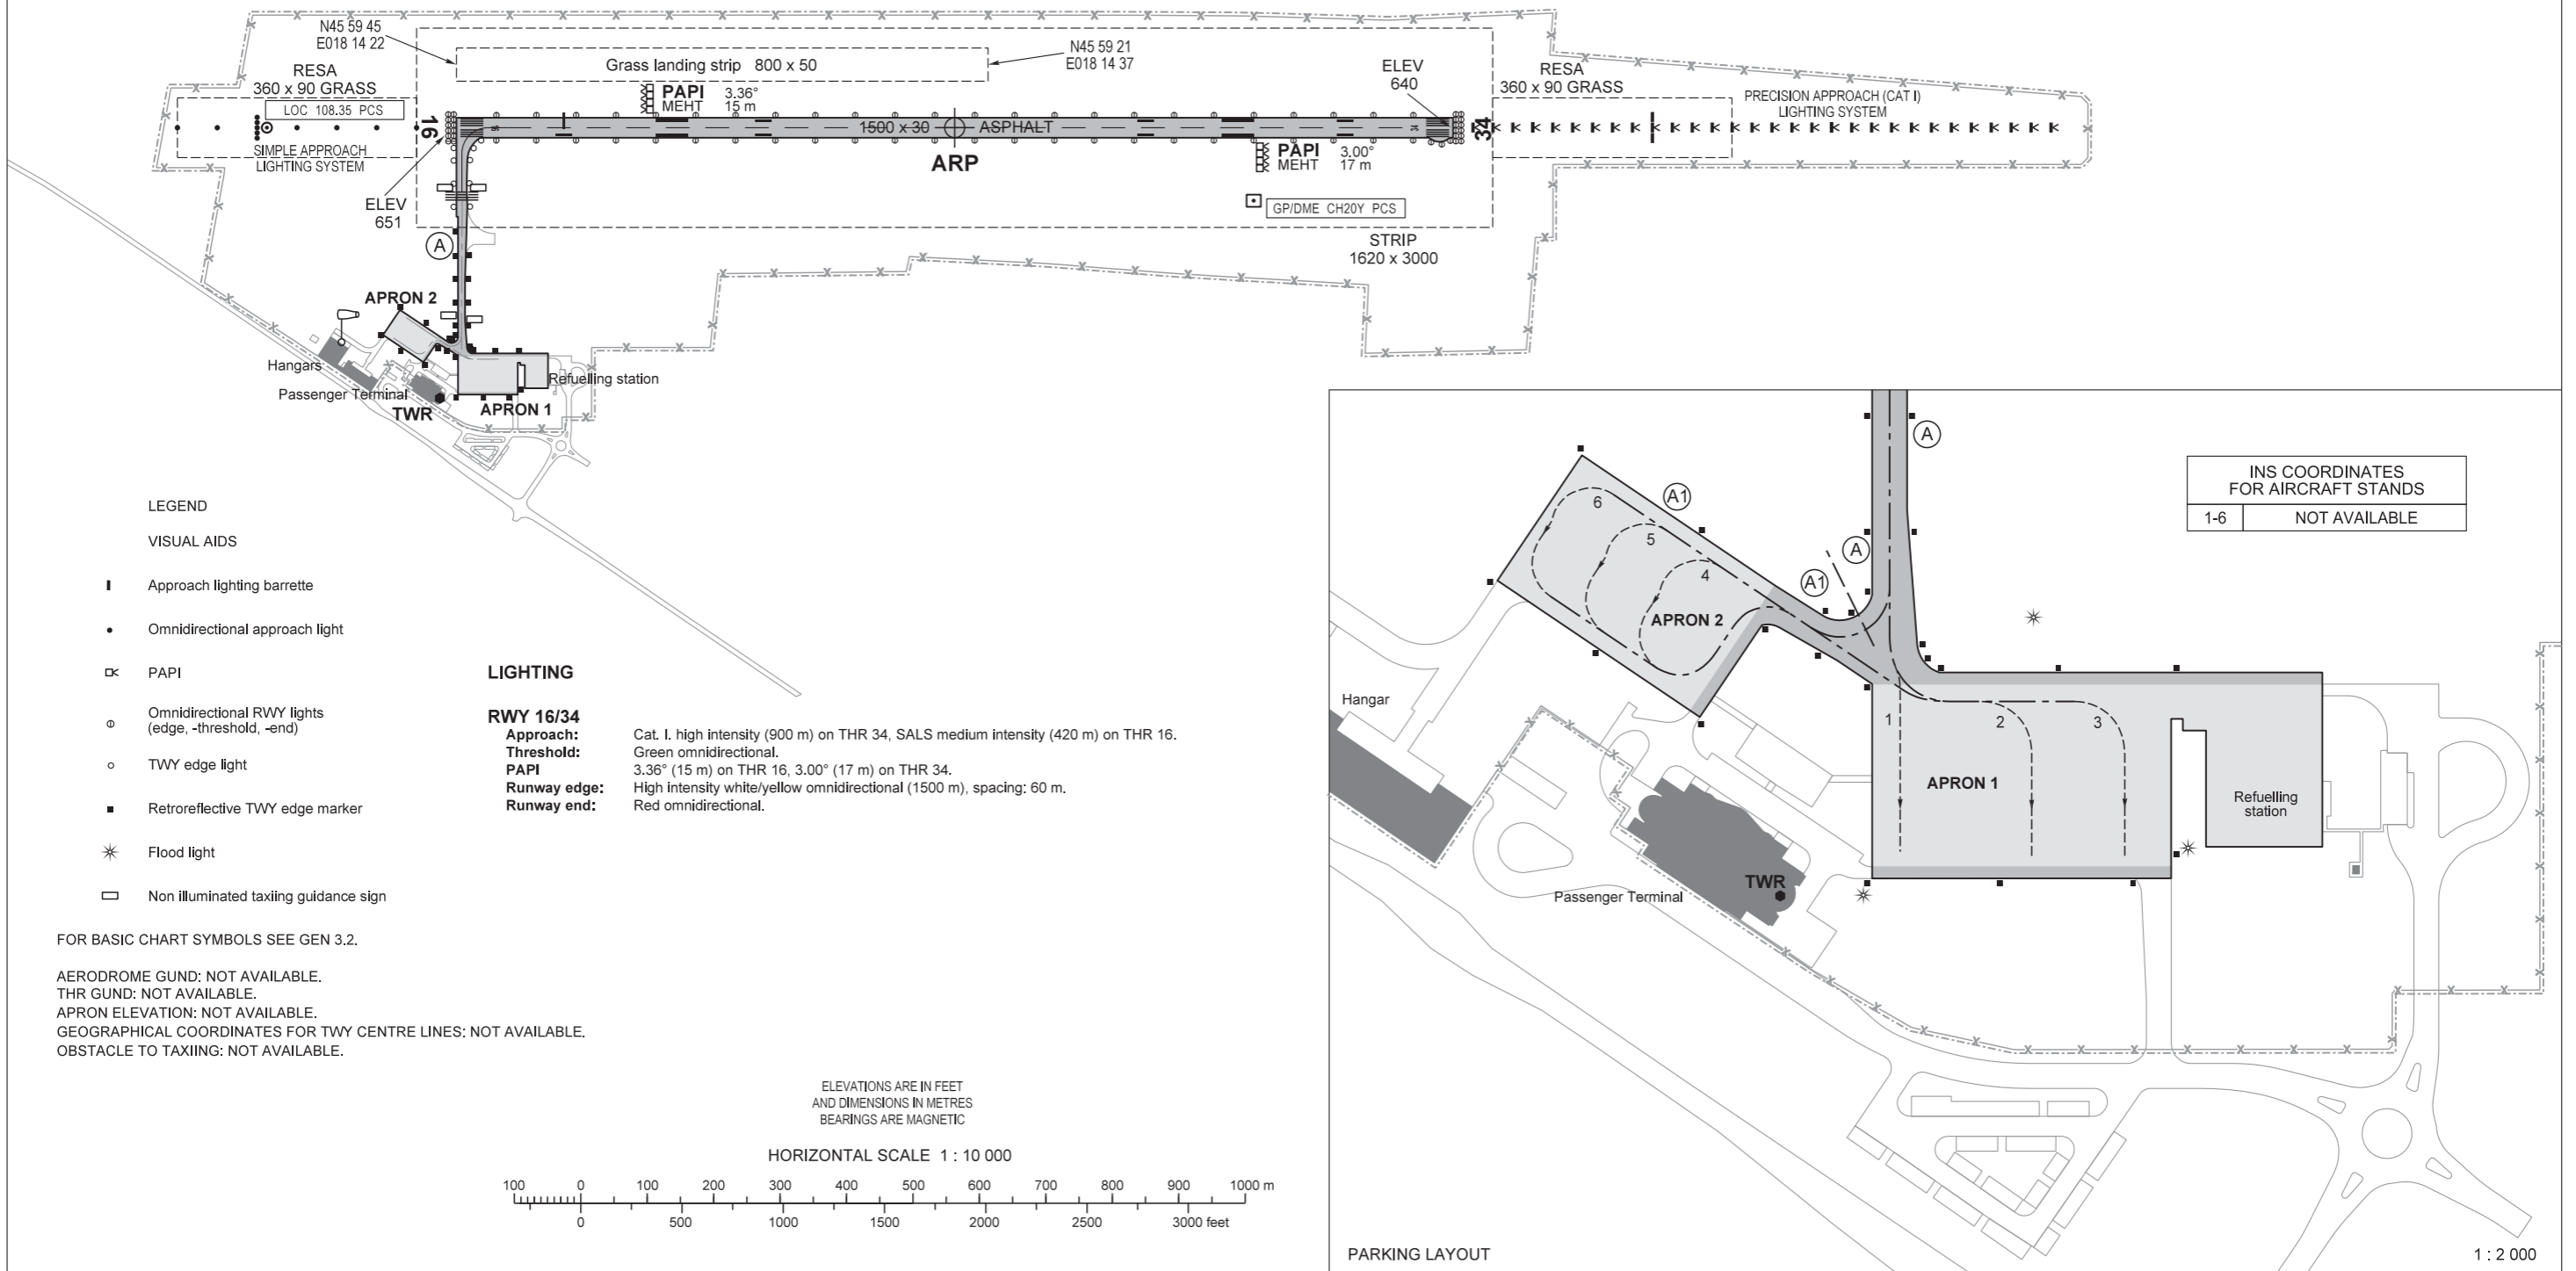 N45 59 45
E018 14 22
N45 59 21
E018 14 37
Grass landing strip 800 x 50
RESA
360 x 90 GRASS
LOC 108.35 PCS
SIMPLE APPROACH
LIGHTING SYSTEM
16
PAPI 3.36°
MEHT 15 m
1500 x 30 ASPHALT
ARP
ELEV
640
34
RESA
360 x 90 GRASS
PRECISION APPROACH (CAT I)
LIGHTING SYSTEM
PAPI 3.00°
MEHT 17 m
GP/DME CH20Y PCS
STRIP
1620 x 3000
ELEV
651
A
APRON 2
Hangars
Passenger Terminal
TWR
APRON 1
Refuelling station
LEGEND
VISUAL AIDS
Approach lighting barrette
Omnidirectional approach light
PAPI
Omnidirectional RWY lights
(edge, -threshold, -end)
TWY edge light
Retroreflective TWY edge marker
Flood light
Non illuminated taxiing guidance sign
LIGHTING
RWY 16/34
Approach: Cat. I. high intensity (900 m) on THR 34, SALS medium intensity (420 m) on THR 16.
Threshold: Green omnidirectional.
PAPI 3.36° (15 m) on THR 16, 3.00° (17 m) on THR 34.
Runway edge: High intensity white/yellow omnidirectional (1500 m), spacing: 60 m.
Runway end: Red omnidirectional.
FOR BASIC CHART SYMBOLS SEE GEN 3.2.
AERODROME GUND: NOT AVAILABLE.
THR GUND: NOT AVAILABLE.
APRON ELEVATION: NOT AVAILABLE.
GEOGRAPHICAL COORDINATES FOR TWY CENTRE LINES: NOT AVAILABLE.
OBSTACLE TO TAXIING: NOT AVAILABLE.
ELEVATIONS ARE IN FEET
AND DIMENSIONS IN METRES
BEARINGS ARE MAGNETIC
HORIZONTAL SCALE 1 : 10 000
100 0 100 200 300 400 500 600 700 800 900 1000 m
0 500 1000 1500 2000 2500 3000 feet
A
INS COORDINATES
FOR AIRCRAFT STANDS
1-6 NOT AVAILABLE
A1
6
5
4
A
A1
APRON 2
Hangar
1
2
3
APRON 1
Refuelling
station
TWR
Passenger Terminal
PARKING LAYOUT
1 : 2 000